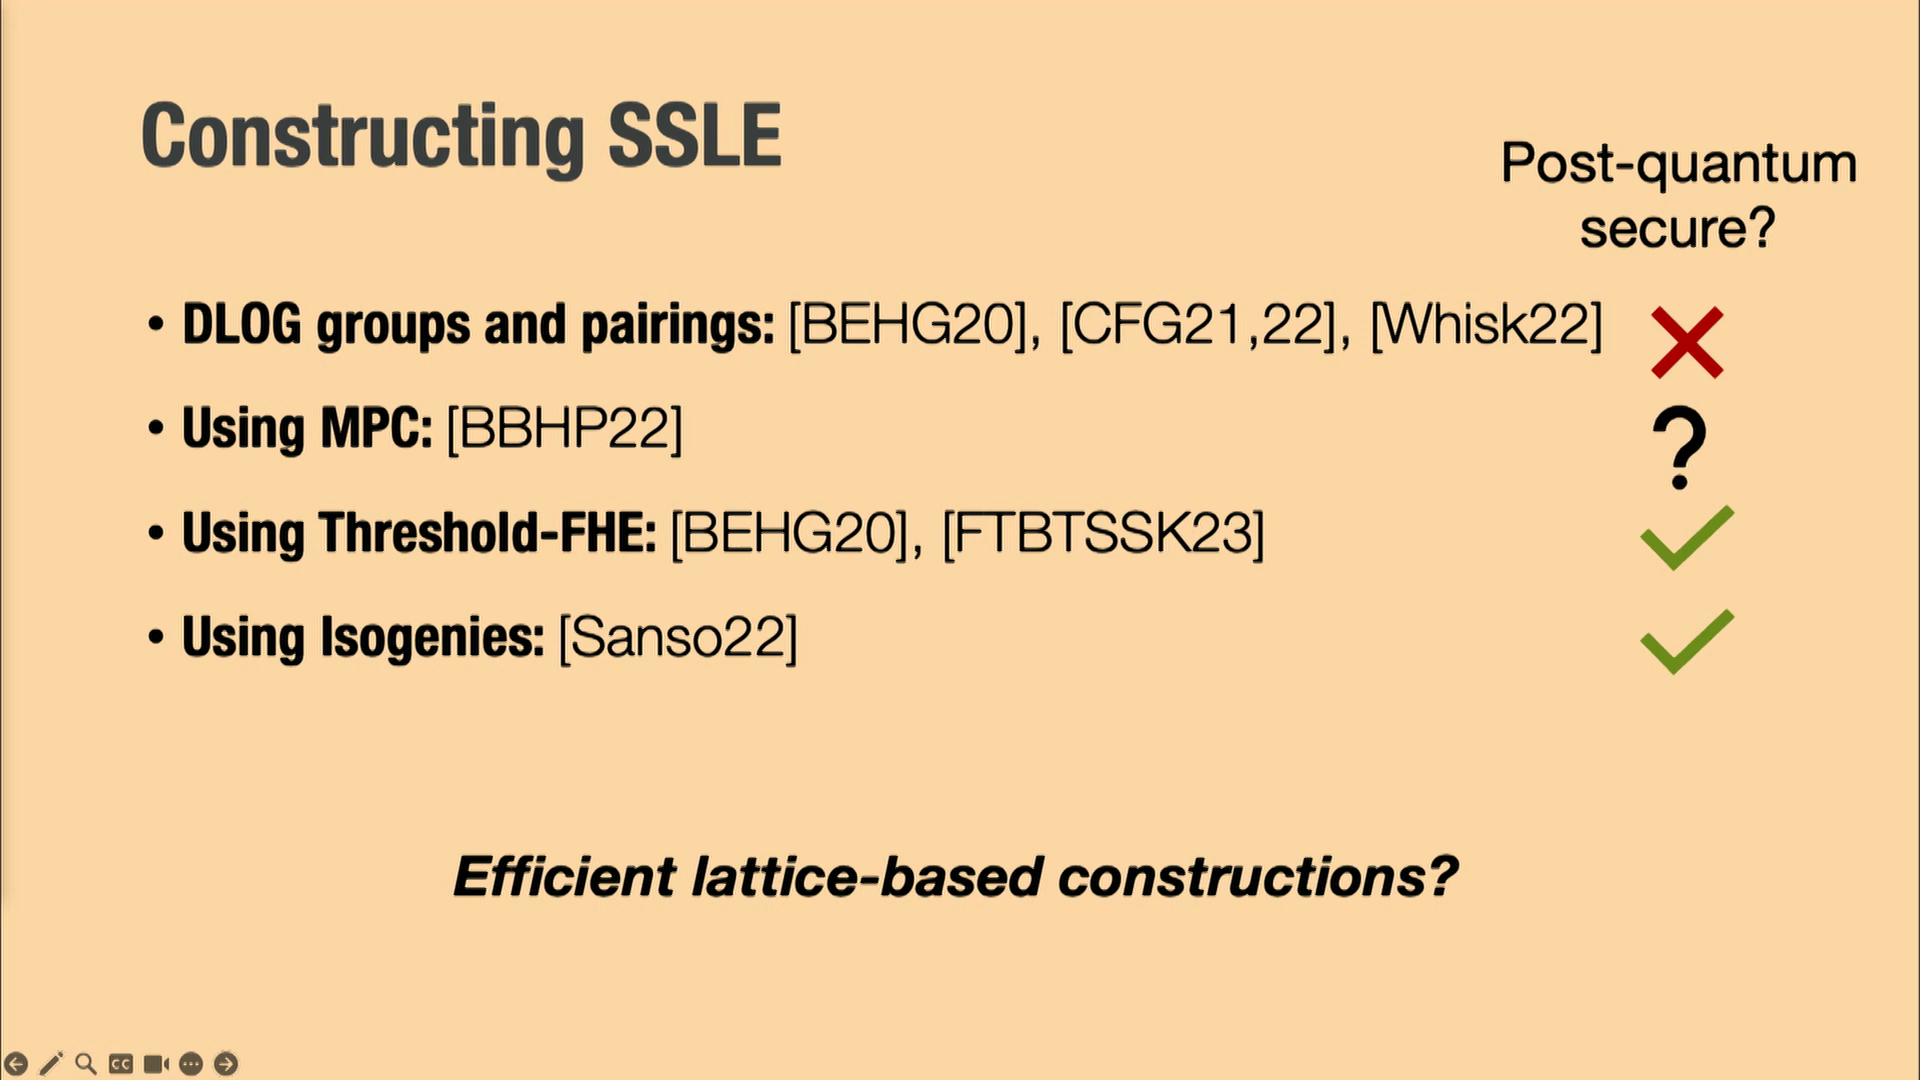 Constructing SSLE
Post-quantum
secure?
• DLOG groups and pairings: [BEHG20], [CFG21,22], [Whisk22]
• Using MPC: [BBHP22]
?
• Using Threshold-FHE: [BEHG20], [FTBTSSK23]
• Using Isogenies: [Sanso22]
Efficient lattice-based constructions?
CC